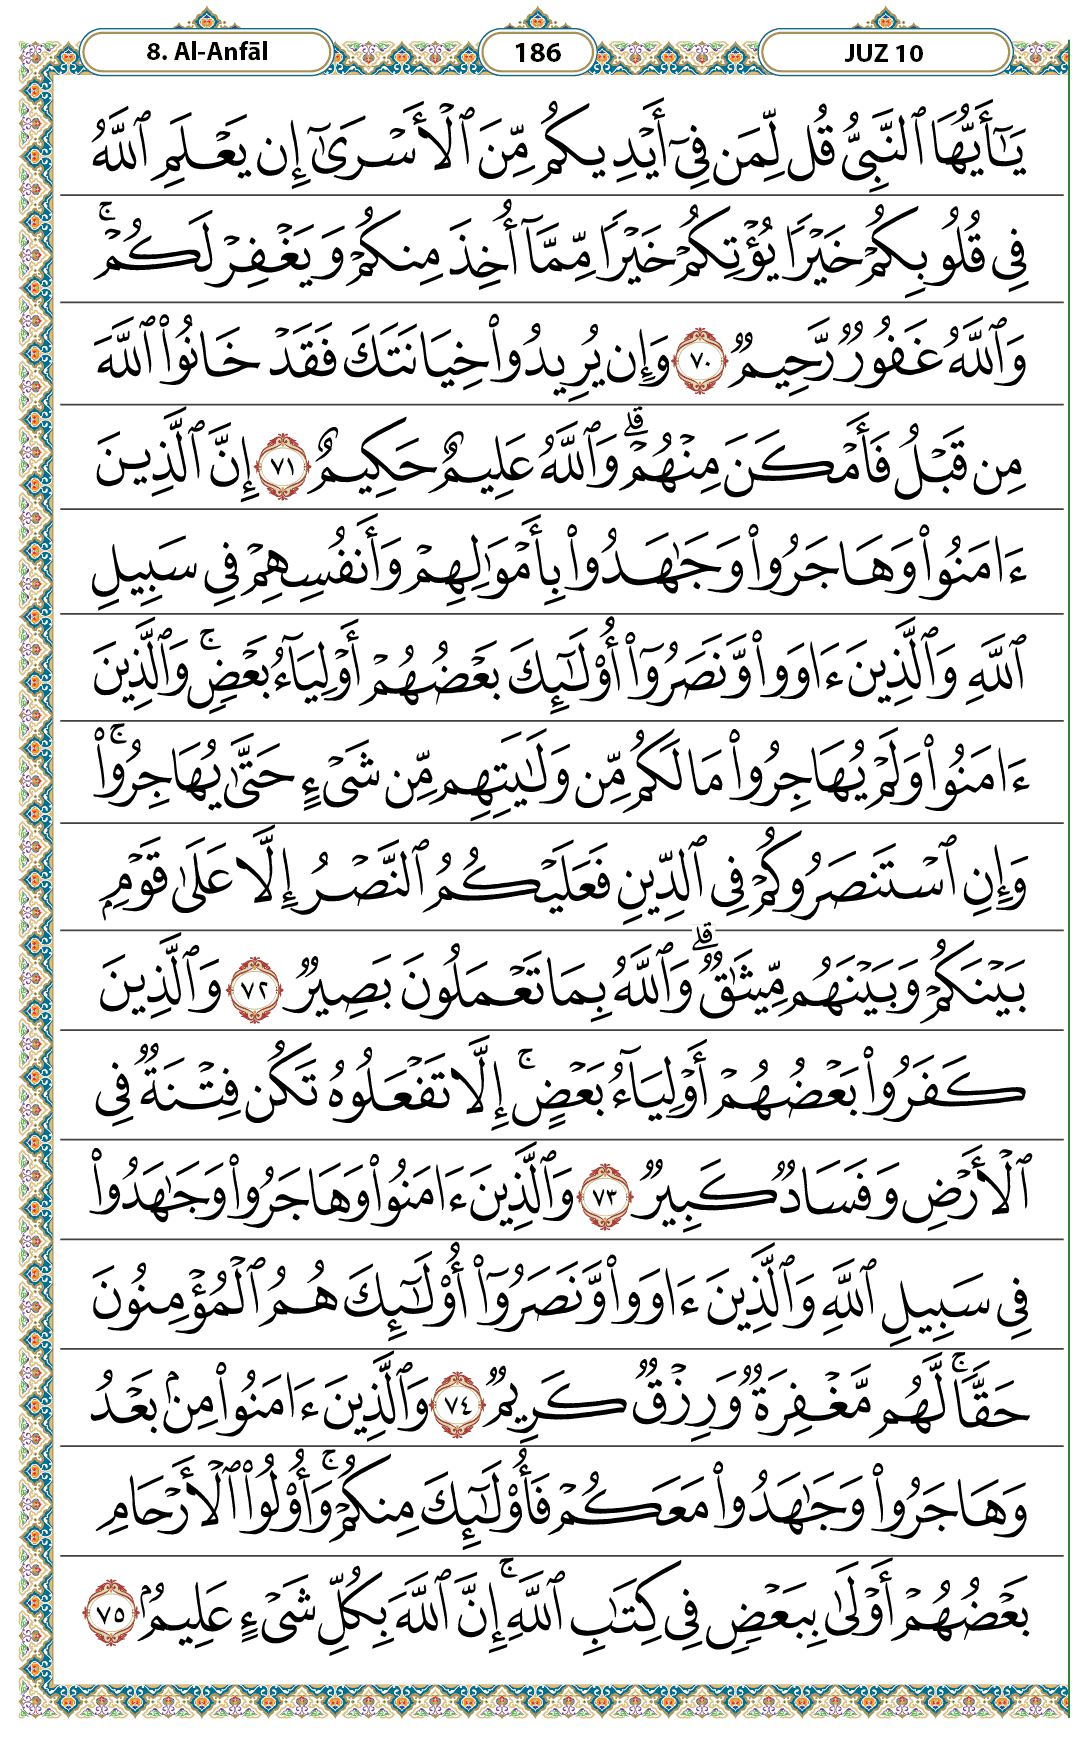 8. Al-Anfāl
186
JUZ 10
يَـٰٓأَيُّهَا ٱلنَّبِىُّ قُل لِّمَن فِىٓ أَيْدِيكُم مِّنَ ٱلْأَسْرَىٰٓ إِن يَعْلَمِ ٱللَّهُ
فِى قُلُوبِكُمْ خَيْرًا يُؤْتِكُمْ خَيْرًا مِّمَّآ أُخِذَ مِنكُمْ وَيَغْفِرْ لَكُمْ ۚ
وَٱللَّهُ غَفُورٌ رَّحِيمٌ ٧٠ وَإِن يُرِيدُوا۟ خِيَانَتَكَ فَقَدْ خَانُوا۟ ٱللَّهَ
مِن قَبْلُ فَأَمْكَنَ مِنْهُمْ ۗ وَٱللَّهُ عَلِيمٌ حَكِيمٌ ٧١ إِنَّ ٱلَّذِينَ
ءَامَنُوا۟ وَهَاجَرُوا۟ وَجَـٰهَدُوا۟ بِأَمْوَٰلِهِمْ وَأَنفُسِهِمْ فِى سَبِيلِ
ٱللَّهِ وَٱلَّذِينَ ءَاوَوا۟ وَّنَصَرُوٓا۟ أُو۟لَـٰٓئِكَ بَعْضُهُمْ أَوْلِيَآءُ بَعْضٍ ۚ وَٱلَّذِينَ
ءَامَنُوا۟ وَلَمْ يُهَاجِرُوا۟ مَا لَكُم مِّن وَلَـٰيَتِهِم مِّن شَىْءٍ حَتَّىٰ يُهَاجِرُوا۟ ۚ
وَإِنِ ٱسْتَنصَرُوكُمْ فِى ٱلدِّينِ فَعَلَيْكُمُ ٱلنَّصْرُ إِلَّا عَلَىٰ قَوْمٍ
بَيْنَكُمْ وَبَيْنَهُم مِّيثَـٰقٌ ۗ وَٱللَّهُ بِمَا تَعْمَلُونَ بَصِيرٌ ٧٢ وَٱلَّذِينَ
كَفَرُوا۟ بَعْضُهُمْ أَوْلِيَآءُ بَعْضٍ ۚ إِلَّا تَفْعَلُوهُ تَكُن فِتْنَةٌ فِى
ٱلْأَرْضِ وَفَسَادٌ كَبِيرٌ ٧٣ وَٱلَّذِينَ ءَامَنُوا۟ وَهَاجَرُوا۟ وَجَـٰهَدُوا۟
فِى سَبِيلِ ٱللَّهِ وَٱلَّذِينَ ءَاوَوا۟ وَّنَصَرُوٓا۟ أُو۟لَـٰٓئِكَ هُمُ ٱلْمُؤْمِنُونَ
حَقًّا ۚ لَّهُم مَّغْفِرَةٌ وَرِزْقٌ كَرِيمٌ ٧٤ وَٱلَّذِينَ ءَامَنُوا۟ مِنۢ بَعْدُ
وَهَاجَرُوا۟ وَجَـٰهَدُوا۟ مَعَكُمْ فَأُو۟لَـٰٓئِكَ مِنكُمْ ۚ وَأُو۟لُوا۟ ٱلْأَرْحَامِ
بَعْضُهُمْ أَوْلَىٰ بِبَعْضٍ فِى كِتَـٰبِ ٱللَّهِ ۚ إِنَّ ٱللَّهَ بِكُلِّ شَىْءٍ عَلِيمٌۢ ٧٥